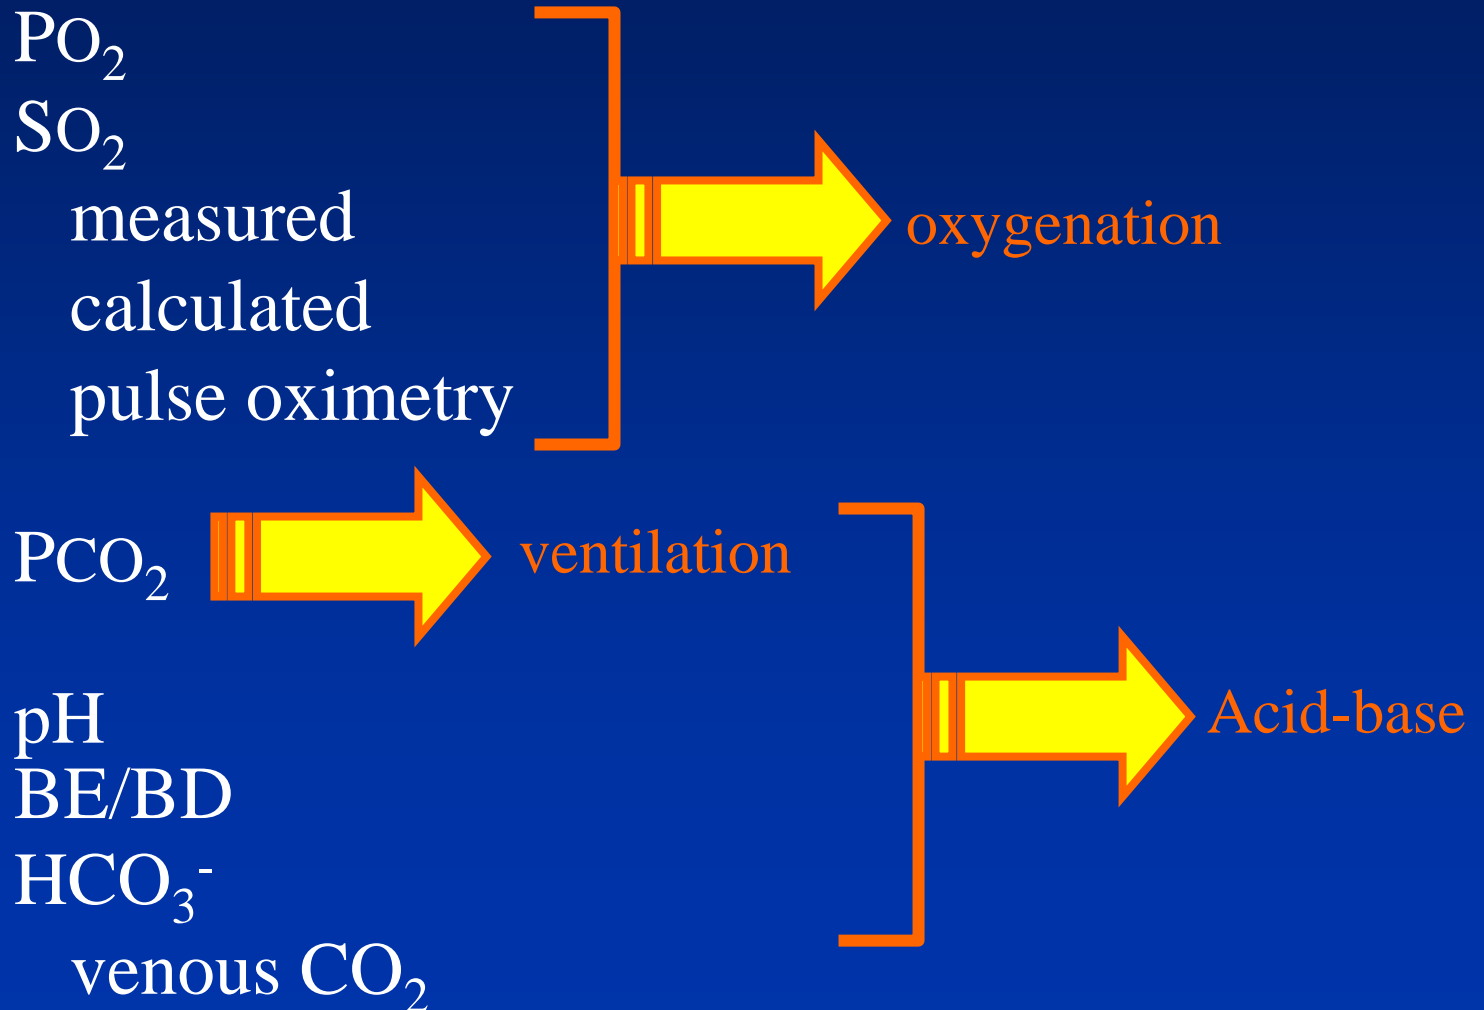 PO₂
SO₂
measured
calculated
pulse oximetry
oxygenation
PCO₂
ventilation
pH
BE/BD
HCO₃⁻
venous CO₂
Acid-base